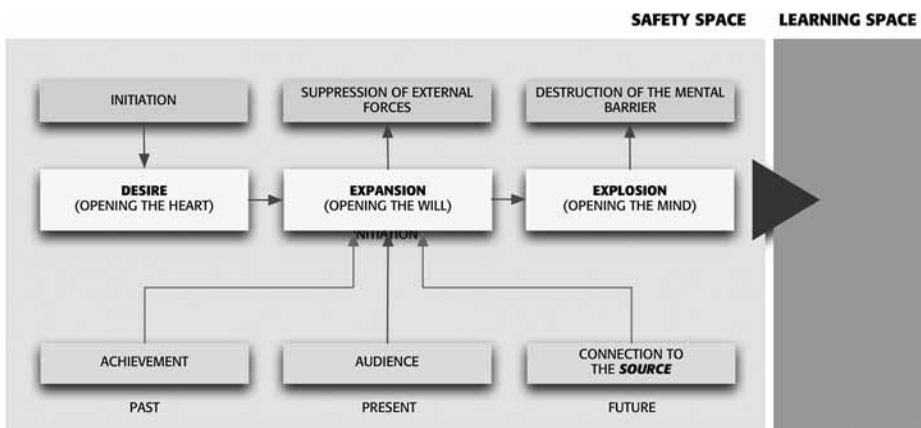 SAFETY SPACE
LEARNING SPACE
INITIATION
SUPPRESSION OF EXTERNAL
FORCES
DESTRUCTION OF THE MENTAL
BARRIER
DESIRE
(OPENING THE HEART)
EXPANSION
(OPENING THE WILL)
EXPLOSION
(OPENING THE MIND)
ACHIEVEMENT
AUDIENCE
CONNECTION TO
THE SOURCE
PAST
PRESENT
FUTURE